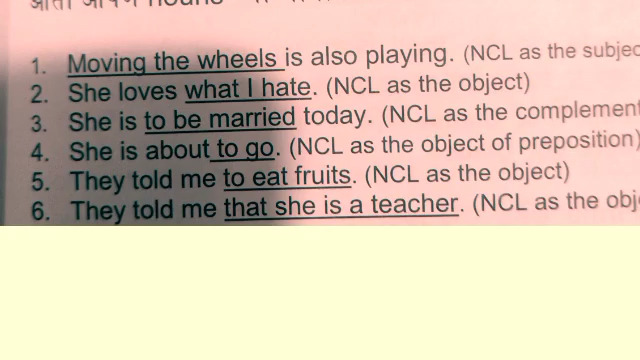 nouns
1. Moving the wheels is also playing. (NCL as the
2. She loves what I hate. (NCL as the object)
3. She is to be married today. (NCL as the complement
4. She is about to go. (NCL as the object of preposition)
5. They told me to eat fruits. (NCL as the object)
6. They told me that she is a teacher. (NCL as the